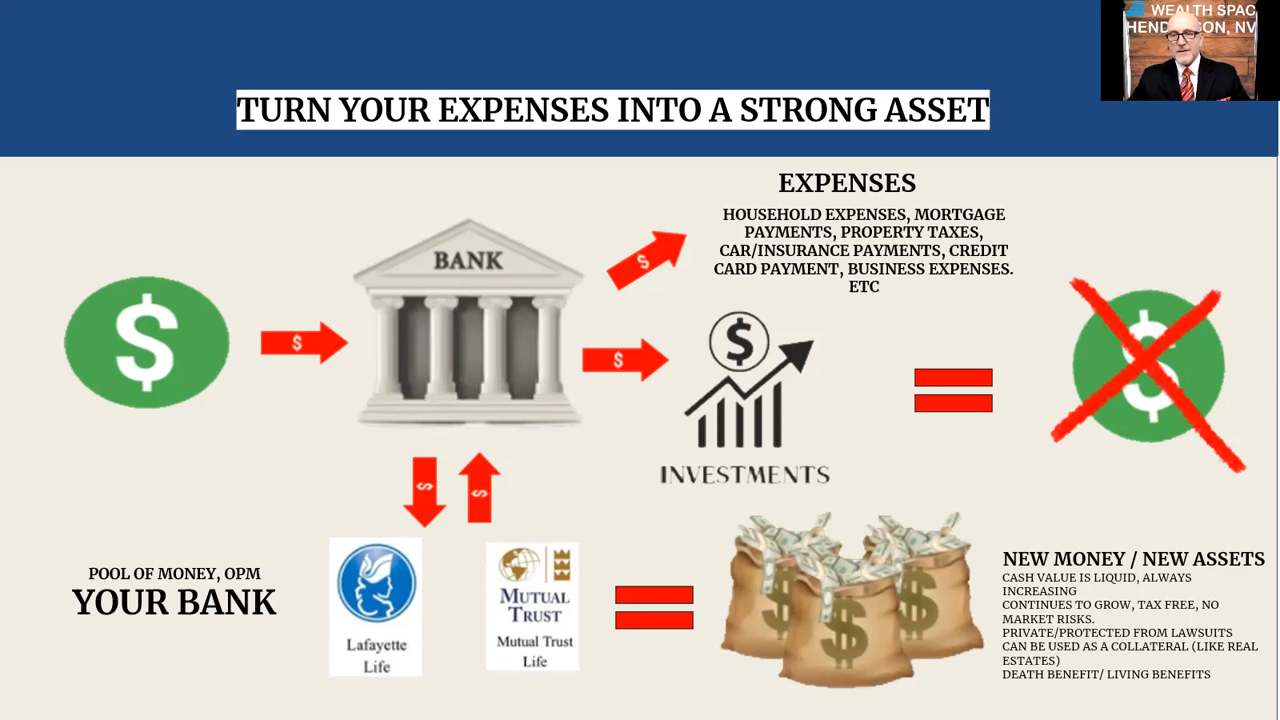 WEALTH SPAC
HENDERSON, NV
TURN YOUR EXPENSES INTO A STRONG ASSET
EXPENSES
HOUSEHOLD EXPENSES, MORTGAGE
PAYMENTS, PROPERTY TAXES,
CAR/INSURANCE PAYMENTS, CREDIT
CARD PAYMENT, BUSINESS EXPENSES.
ETC
BANK
$
$
$
$
$
$
INVESTMENTS
$
$
$
POOL OF MONEY, OPM
YOUR BANK
Lafayette
Life
MUTUAL
TRUST
Mutual Trust
Life
$
$
$
NEW MONEY / NEW ASSETS
CASH VALUE IS LIQUID, ALWAYS
INCREASING
CONTINUES TO GROW, TAX FREE, NO
MARKET RISKS.
PRIVATE/PROTECTED FROM LAWSUITS
CAN BE USED AS A COLLATERAL (LIKE REAL
ESTATES)
DEATH BENEFIT/ LIVING BENEFITS